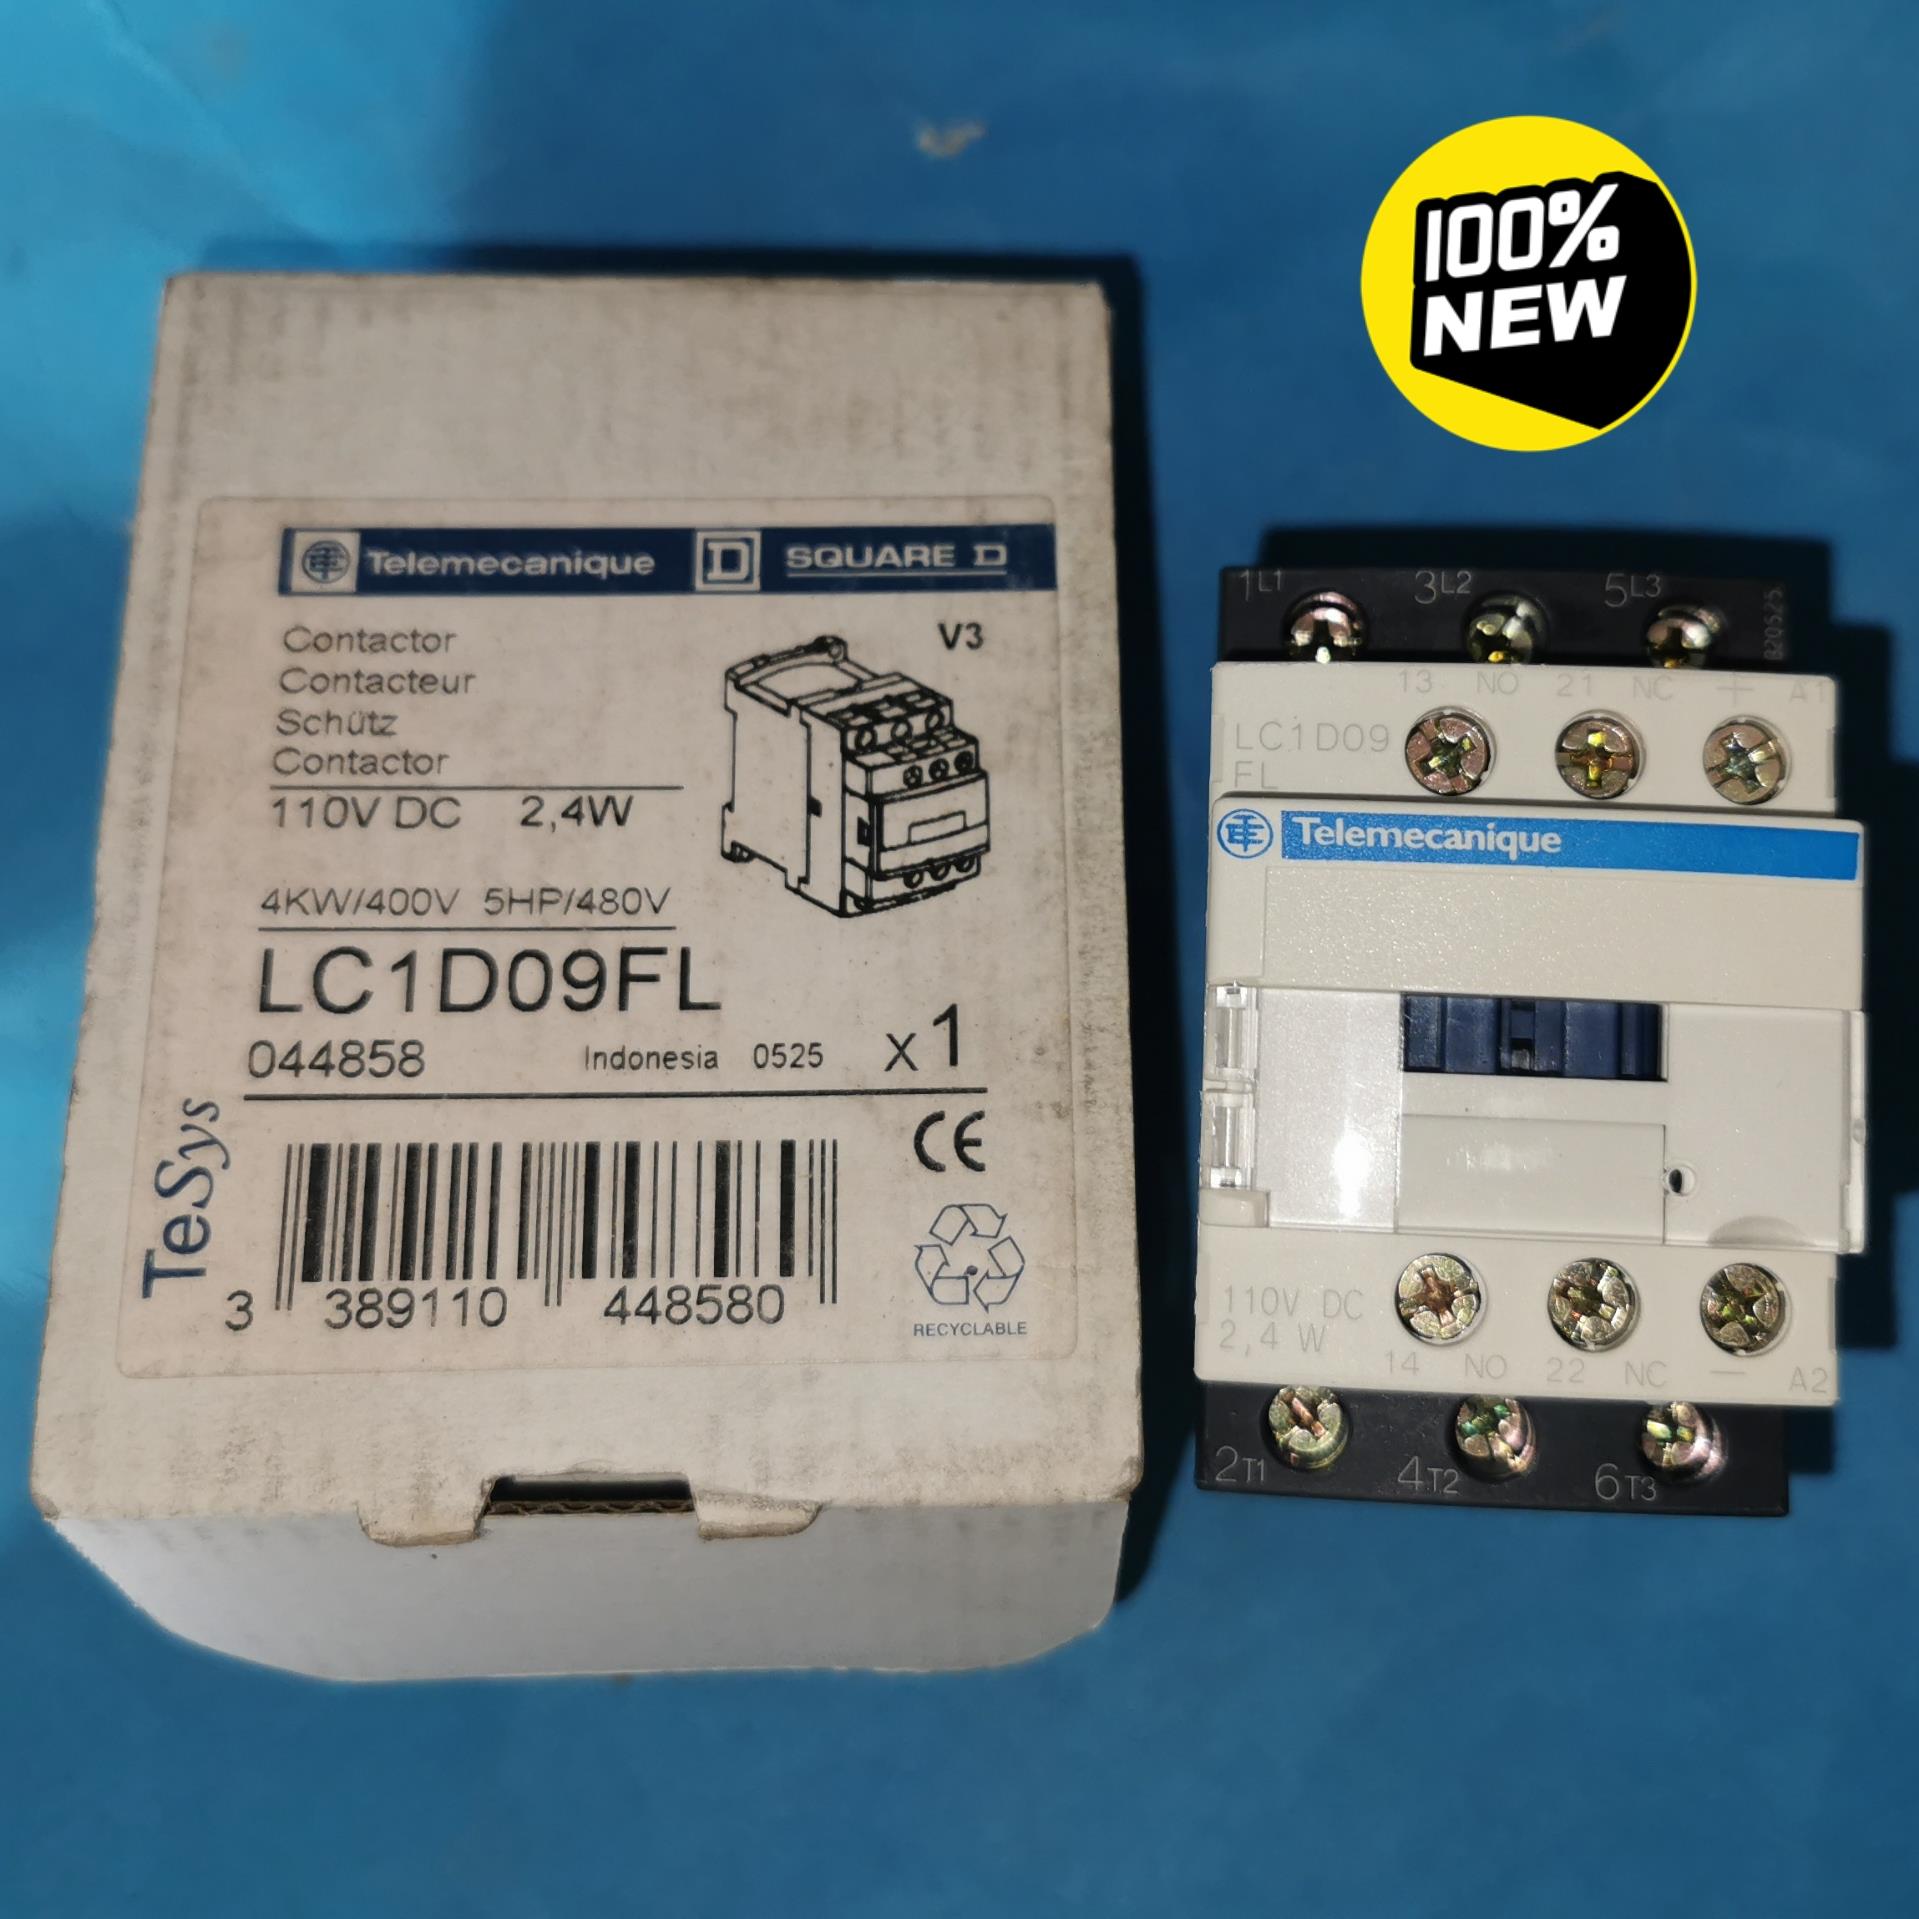 100%
NEW
Telemecanique D SQUARE D
Contactor
Contacteur
Schütz
Contactor
V3
110V DC 2,4W
4KW/400V 5HP/480V
LC1D09FL
044858 Indonesia 0525 x1
TeSys
CE
3 389110 448580
RECYCLABLE
1L1 3L2 5L3
B20525
13 NO 21 NC + A1
LC1D09
FL
Telemecanique
110V DC
2,4 W
14 NO 22 NC – A2
2T1 4T2 6T3